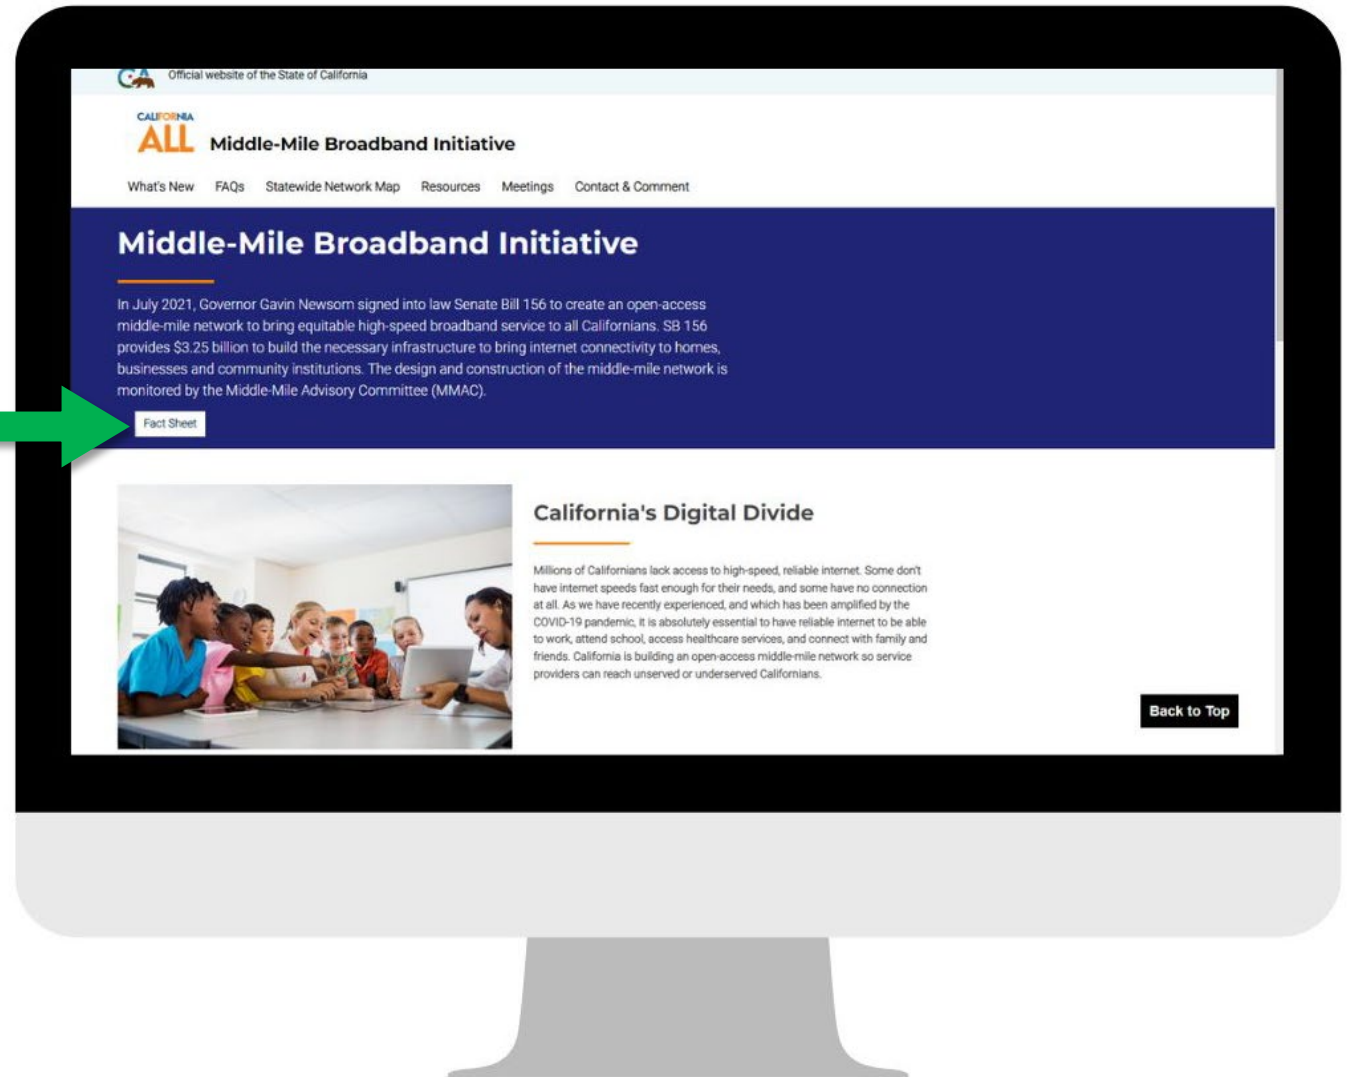 CA Official website of the State of California
CALIFORNIA
ALL
Middle-Mile Broadband Initiative
What's New FAQs Statewide Network Map Resources Meetings Contact & Comment
Middle-Mile Broadband Initiative
In July 2021, Governor Gavin Newsom signed into law Senate Bill 156 to create an open-access
middle-mile network to bring equitable high-speed broadband service to all Californians. SB 156
provides $3.25 billion to build the necessary infrastructure to bring internet connectivity to homes,
businesses and community institutions. The design and construction of the middle-mile network is
monitored by the Middle-Mile Advisory Committee (MMAC).
Fact Sheet
California's Digital Divide
Millions of Californians lack access to high-speed, reliable internet. Some don't
have internet speeds fast enough for their needs, and some have no connection
at all. As we have recently experienced, and which has been amplified by the
COVID-19 pandemic, it is absolutely essential to have reliable internet to be able
to work, attend school, access healthcare services, and connect with family and
friends. California is building an open-access middle-mile network so service
providers can reach unserved or underserved Californians.
Back to Top